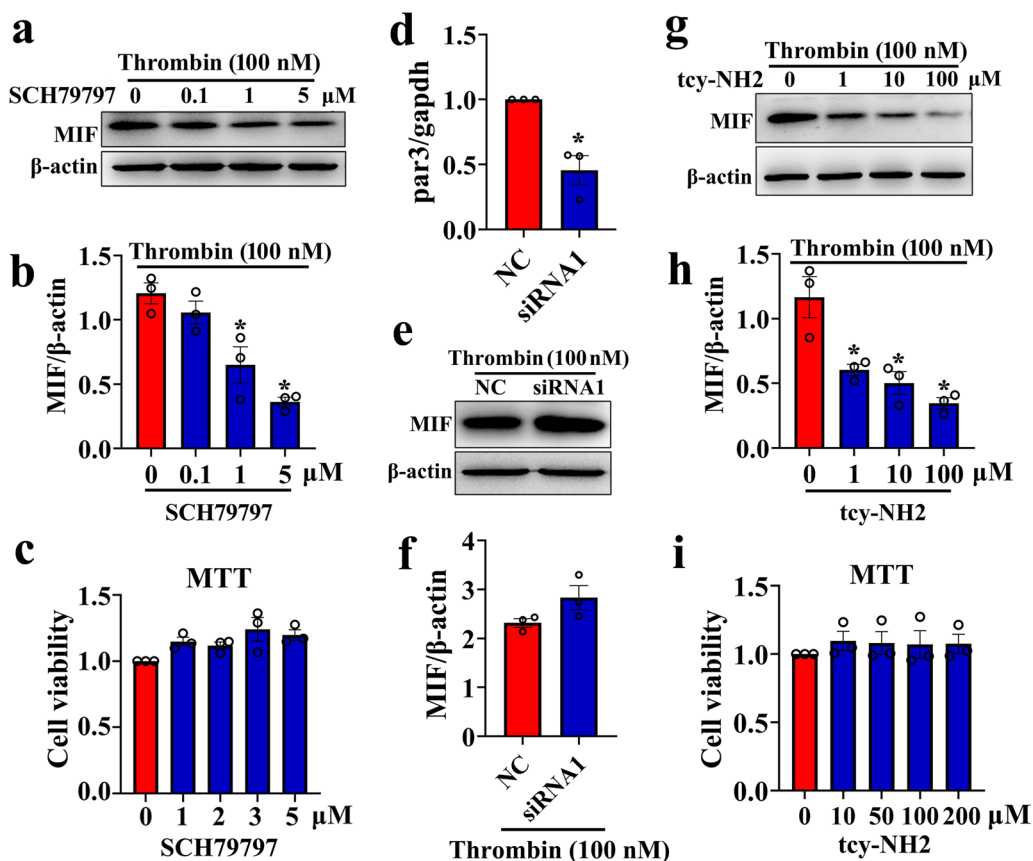 a
Thrombin (100 nM)
SCH79797 0 0.1 1 5 μM
MIF
β-actin
b
Thrombin (100 nM)
MIF/β-actin
1.5
1.0
0.5
0.0
*
*
0 0.1 1 5 μM
SCH79797
c
MTT
Cell viability
1.5
1.0
0.5
0.0
0 1 2 3 5 μM
SCH79797
d
par3/gapdh
1.5
1.0
0.5
0.0
*
NC siRNA1
e
Thrombin (100 nM)
NC siRNA1
MIF
β-actin
f
MIF/β-actin
4
3
2
1
0
NC siRNA1
Thrombin (100 nM)
g
Thrombin (100 nM)
tcy-NH2 0 1 10 100 μM
MIF
β-actin
h
Thrombin (100 nM)
MIF/β-actin
1.5
1.0
0.5
0.0
* * *
0 1 10 100 μM
tcy-NH2
i
MTT
Cell viability
1.5
1.0
0.5
0.0
0 10 50 100 200 μM
tcy-NH2